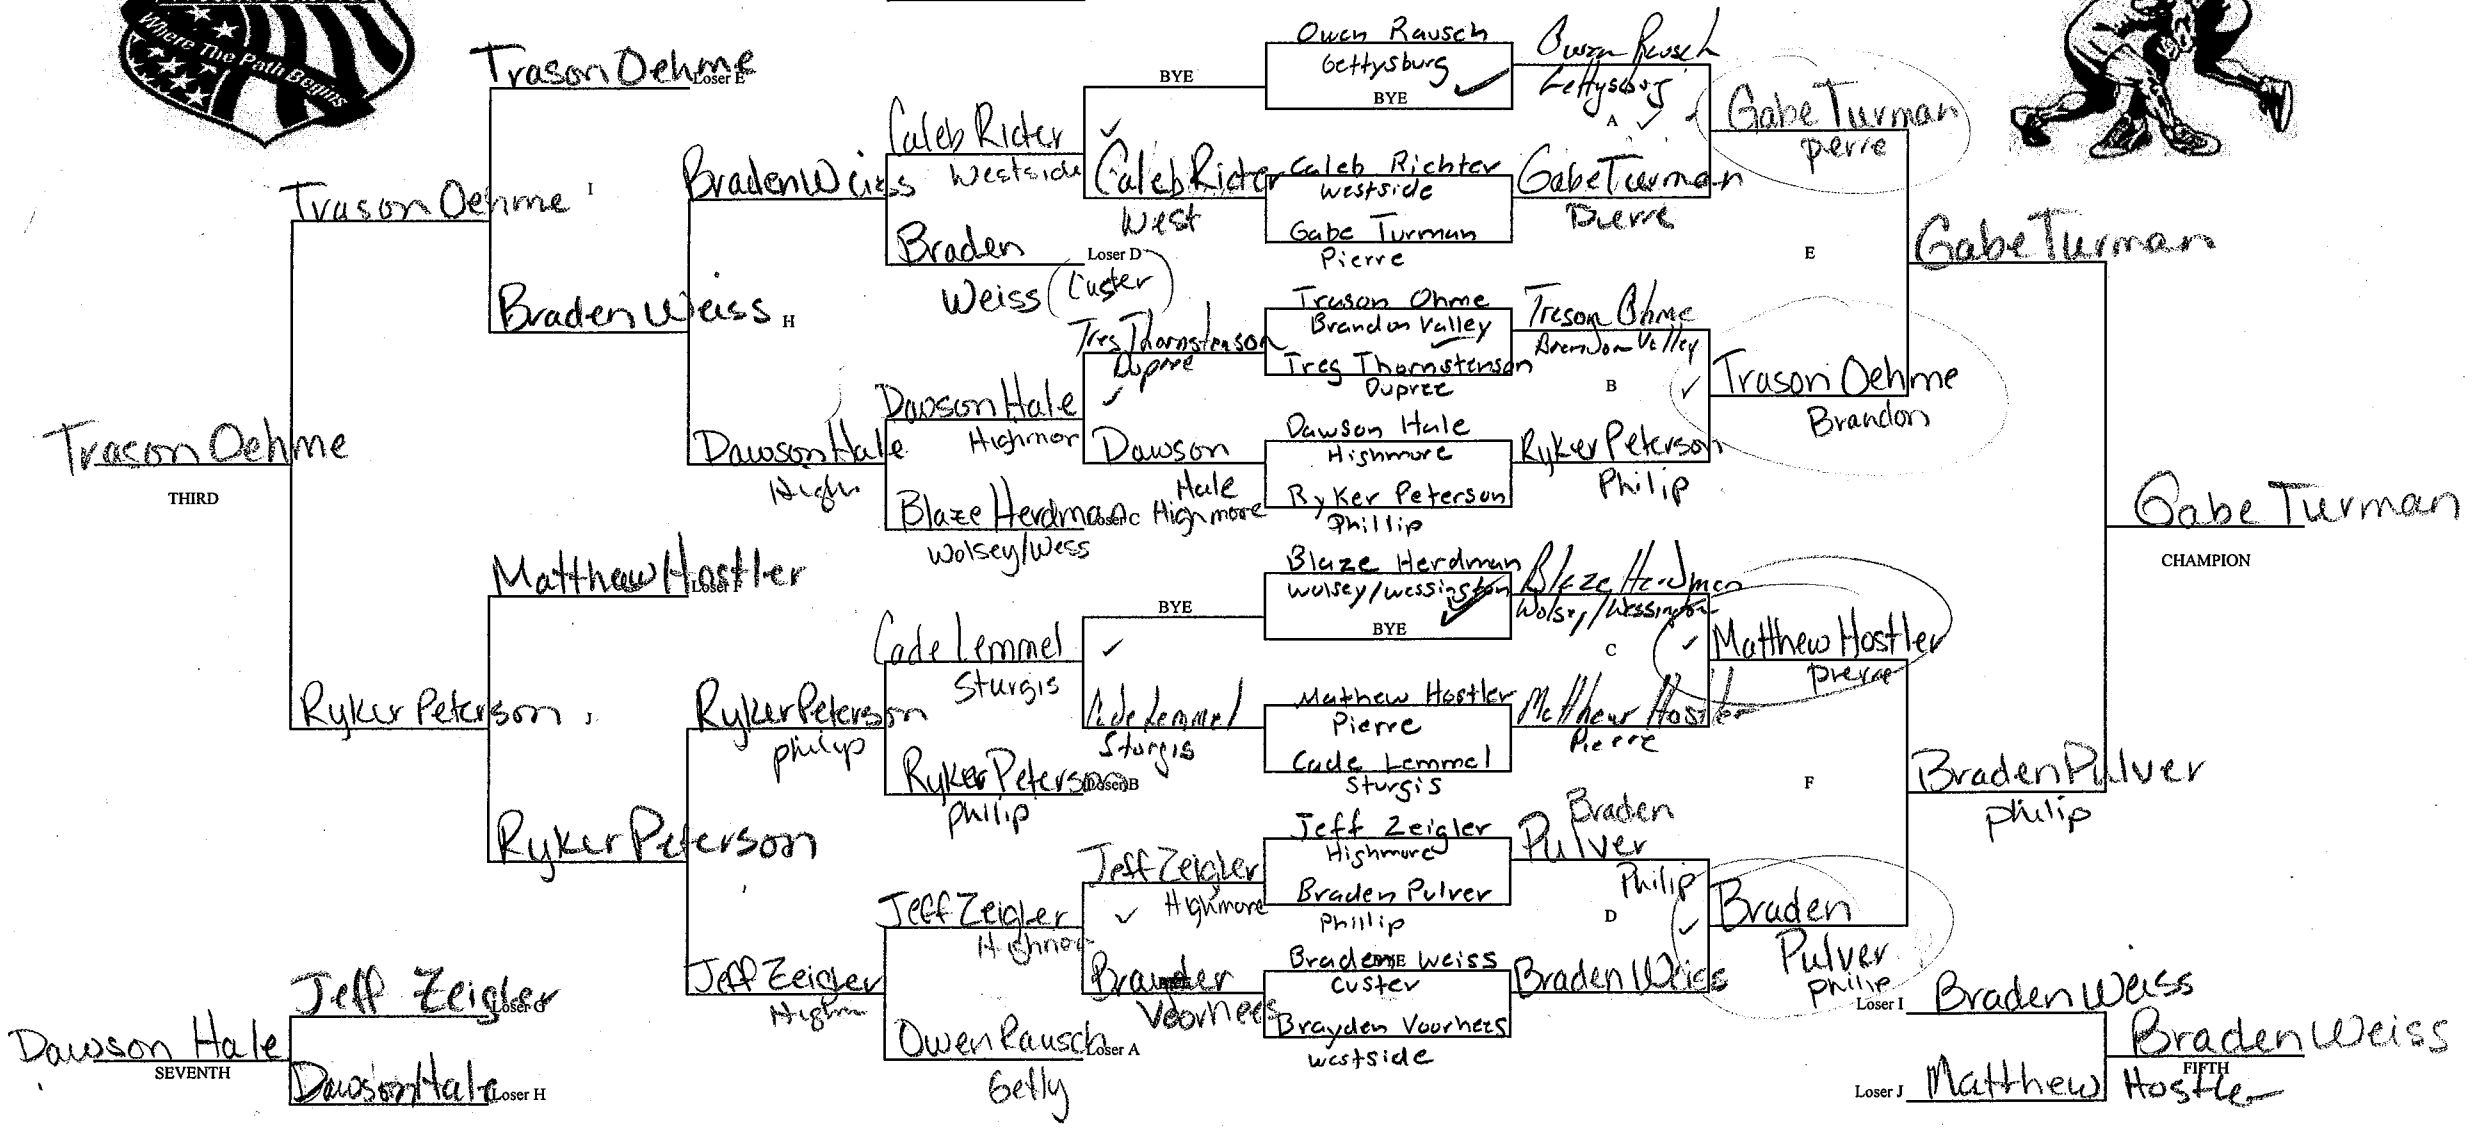 Where The Path Begins
Trason Oehme
Loser E
Trason Oehme
I
Braden Weiss
H
Trason Oehme
THIRD
Matthew Hostler
Loser F
Ryker Peterson
Ryker Peterson
Jeff Zeigler
Loser G
Dawson Hale
SEVENTH
Dawson Hale
Loser H
Braden Weiss
Dawson Hale
High
Ryker Peterson
philip
Jeff Zeigler
High
Caleb Ricter
Westside
Braden
Loser D
Weiss (Custer)
Dawson Hale
Highmor
Blaze Herdman
Loser C
Wolsey/Wess
Cade Lemmel
Sturgis
Ryker Peterson
Loser B
philip
Jeff Zeigler
Highmor
Owen Rausch
Loser A
Getty
BYE
Caleb Ricter
West
Treg Thornstenson
Dupree
Dawson
Hale
Highmore
BYE
Cade Lemmel
Sturgis
Jeff Zeigler
Highmore
Voorhees
Owen Rausch
Gettysburg
BYE
Caleb Richter
Westside
Gabe Turman
Pierre
Trason Ohme
Brandon Valley
Treg Thornstenson
Dupree
Dawson Hale
Highmore
Ryker Peterson
Phillip
Blaze Herdman
Wolsey/Wessington
BYE
Mathew Hostler
Pierre
Cade Lemmel
Sturgis
Jeff Zeigler
Highmore
Braden Pulver
Phillip
Braden Weiss
Custer
Brayden Voorhees
Westside
Owen Rausch
Gettysburg
A
Gabe Turman
Pierre
Treson Ohme
Brandon Valley
B
Ryker Peterson
Philip
Blaze Herdman
Wolsey/Wessington
C
Matthew Hostler
Pierre
Braden
Pulver
Philip
D
Braden Weiss
Gabe Turman
perre
E
Trason Oehme
Brandon
Matthew Hostler
pierre
F
Braden
Pulver
philip
Gabe Turman
Braden Pulver
philip
Gabe Turman
CHAMPION
Loser I
Braden Weiss
Braden Weiss
FIFTH
Loser J
Matthew Hostler